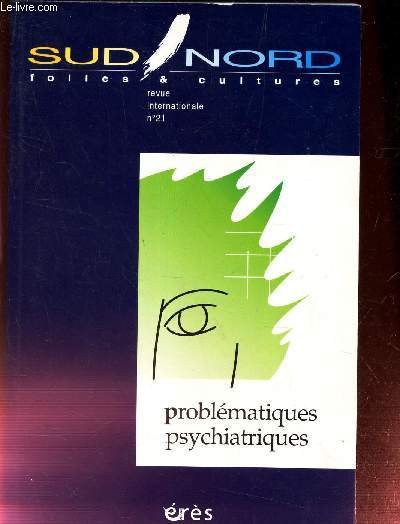 Le-livre.com
SUD NORD
folies & cultures
revue
internationale
n°21
problématiques
psychiatriques
érès